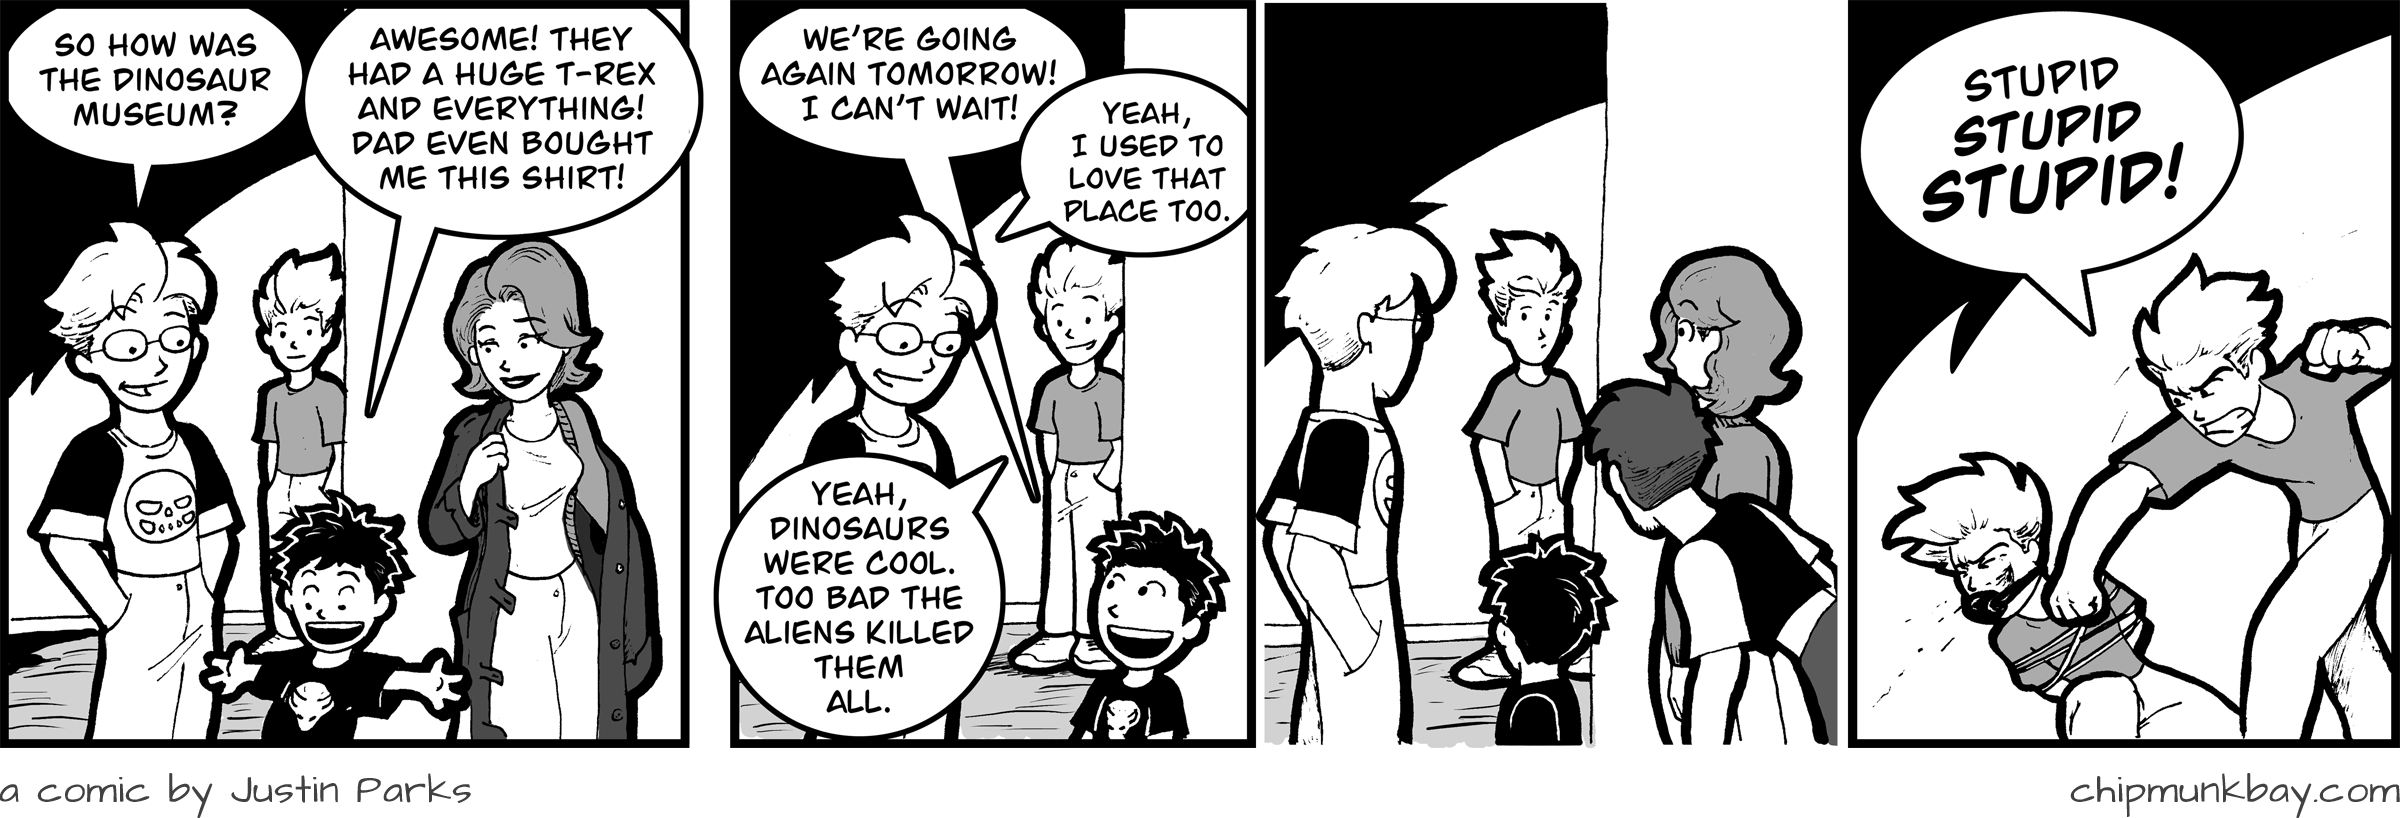 SO HOW WAS
THE DINOSAUR
MUSEUM?
AWESOME! THEY
HAD A HUGE T-REX
AND EVERYTHING!
DAD EVEN BOUGHT
ME THIS SHIRT!
WE'RE GOING
AGAIN TOMORROW!
I CAN'T WAIT!
YEAH,
I USED TO
LOVE THAT
PLACE TOO.
YEAH,
DINOSAURS
WERE COOL.
TOO BAD THE
ALIENS KILLED
THEM
ALL.
STUPID
STUPID
STUPID!
a comic by Justin Parks
chipmunkbay.com